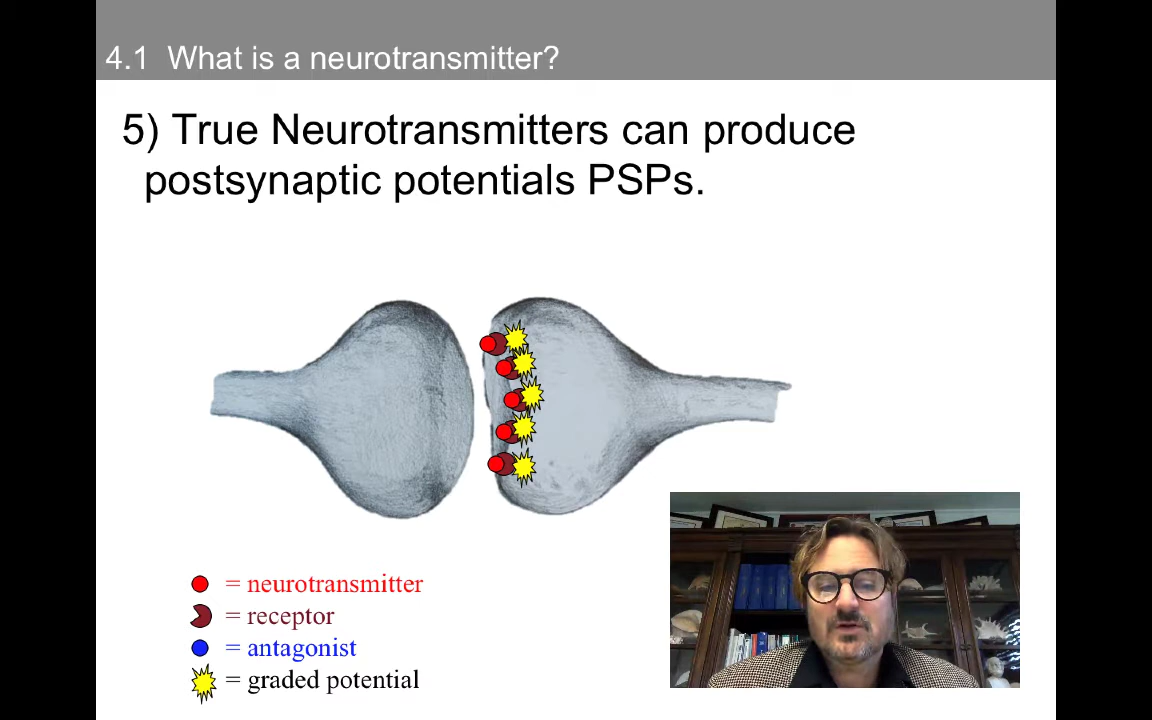 4.1 What is a neurotransmitter?
5) True Neurotransmitters can produce
postsynaptic potentials PSPs.
= neurotransmitter
= receptor
= antagonist
= graded potential